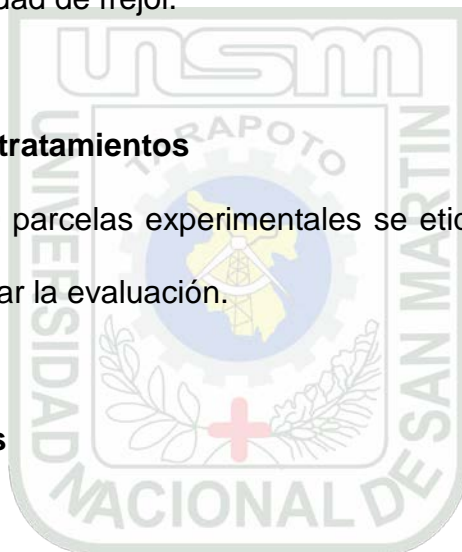 dad de frejol.
tratamientos
parcelas experimentales se etic
ar la evaluación.
s
unsm
TARAPOTO
UNIVERSIDAD NACIONAL DE SAN MARTIN